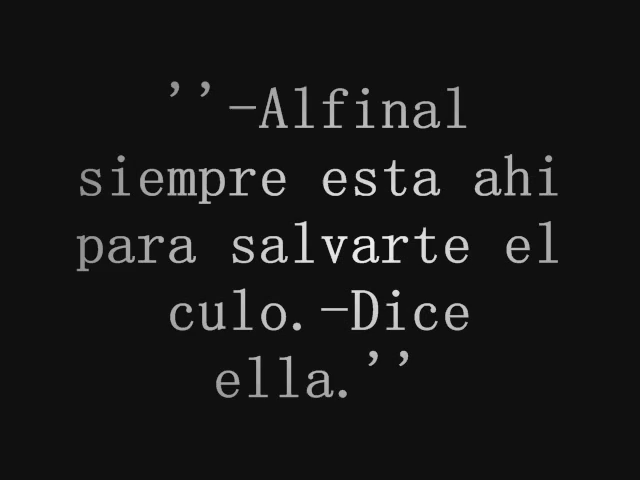 ’’-Alfinal
siempre esta ahi
para salvarte el
culo.-Dice
ella.’’